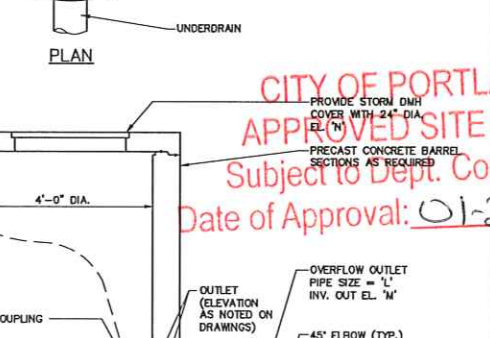 UNDERDRAIN
PLAN
CITY OF PORTL
PROVIDE STORM DMH
COVER WITH 24" DIA.
EL. 'N'
APPROVED SITE
PRECAST CONCRETE BARREL
SECTIONS AS REQUIRED
Subject to Dept. Co
4'-0" DIA.
Date of Approval: 01-2
OUTLET
(ELEVATION
AS NOTED ON
DRAWINGS)
OVERFLOW OUTLET
PIPE SIZE = 'L'
INV. OUT EL. 'M'
OUPLING
45° ELBOW (TYP.)